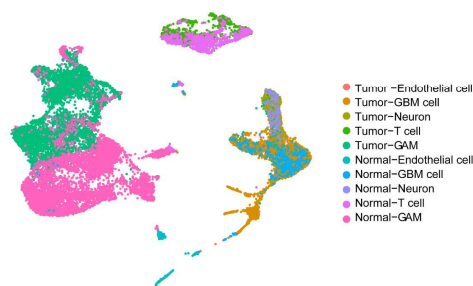 Tumor−Endothelial cell
Tumor−GBM cell
Tumor−Neuron
Tumor−T cell
Tumor−GAM
Normal−Endothelial cell
Normal−GBM cell
Normal−Neuron
Normal−T cell
Normal−GAM